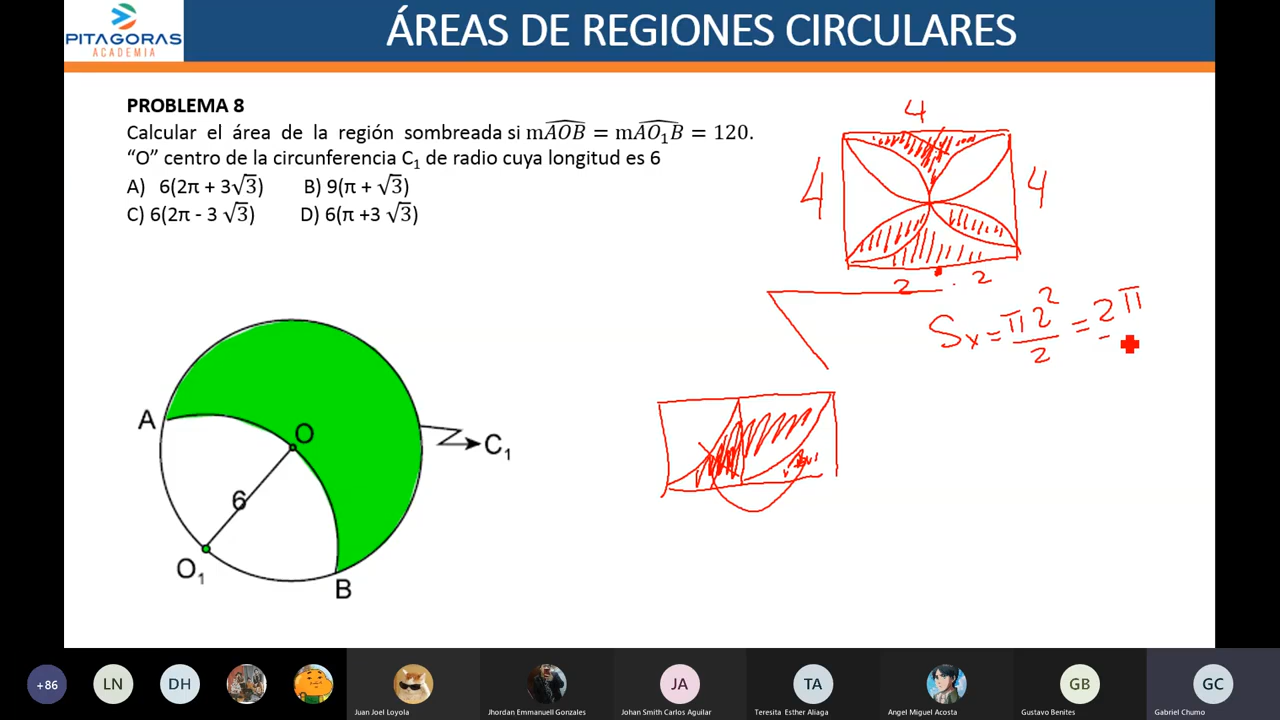 PITAGORAS
ACADEMIA
ÁREAS DE REGIONES CIRCULARES
PROBLEMA 8
Calcular el área de la región sombreada si mAOB = mAO₁B = 120.
“O” centro de la circunferencia C₁ de radio cuya longitud es 6
A) 6(2π + 3√3) B) 9(π + √3)
C) 6(2π - 3 √3) D) 6(π +3 √3)
4
4
4
2 2
Sx = π2²/2 = 2π
A
O
C₁
6
O₁
B
+86
LN
DH
JA
TA
GB
GC
Juan Joel Loyola
Jhordan Emmanuell Gonzales
Johan Smith Carlos Aguilar
Teresita Esther Aliaga
Angel Miguel Acosta
Gustavo Benites
Gabriel Chumo